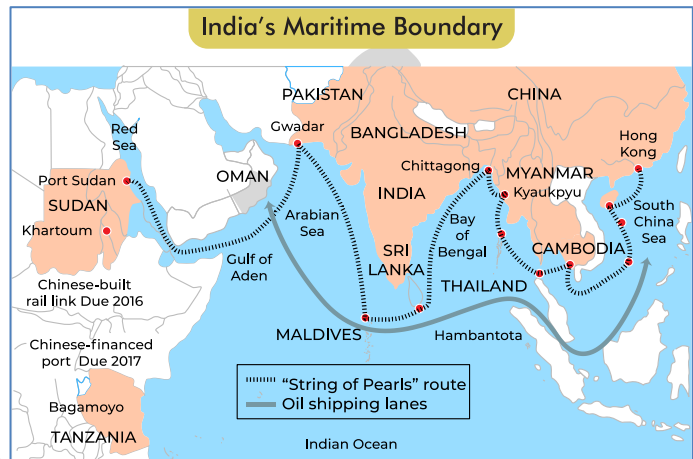 India's Maritime Boundary
PAKISTAN
CHINA
Gwadar
Red
Sea
BANGLADESH
Hong
Kong
Chittagong
MYANMAR
Port Sudan
OMAN
Kyaukpyu
SUDAN
INDIA
South
China
Sea
Arabian
Sea
Bay
of
Bengal
Khartoum
SRI
LANKA
CAMBODIA
Gulf of
Aden
Chinese-built
rail link Due 2016
THAILAND
MALDIVES
Hambantota
Chinese-financed
port Due 2017
"String of Pearls" route
Oil shipping lanes
Bagamoyo
TANZANIA
Indian Ocean